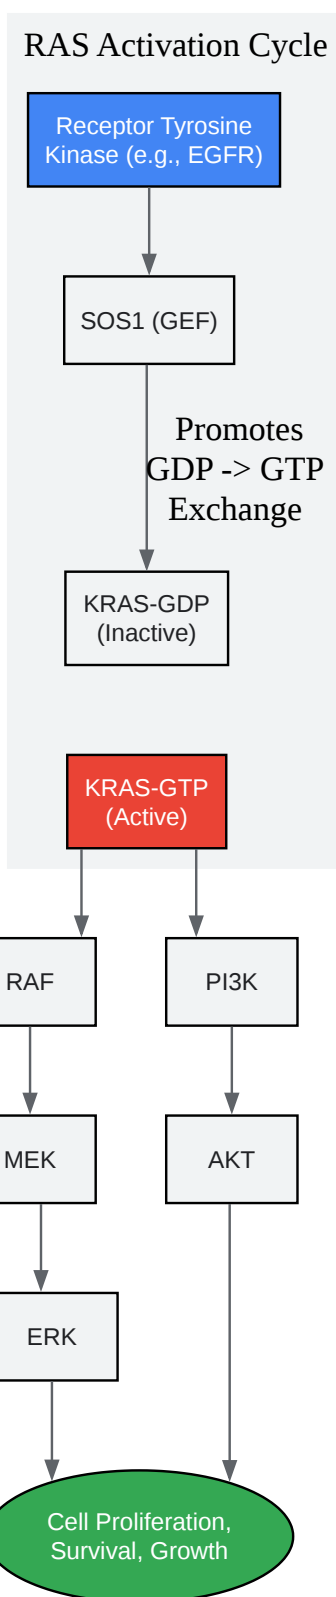 RAS Activation Cycle
Receptor Tyrosine
Kinase (e.g., EGFR)
SOS1 (GEF)
Promotes
GDP -> GTP
Exchange
KRAS-GDP
(Inactive)
KRAS-GTP
(Active)
RAF
PI3K
MEK
AKT
ERK
Cell Proliferation,
Survival, Growth